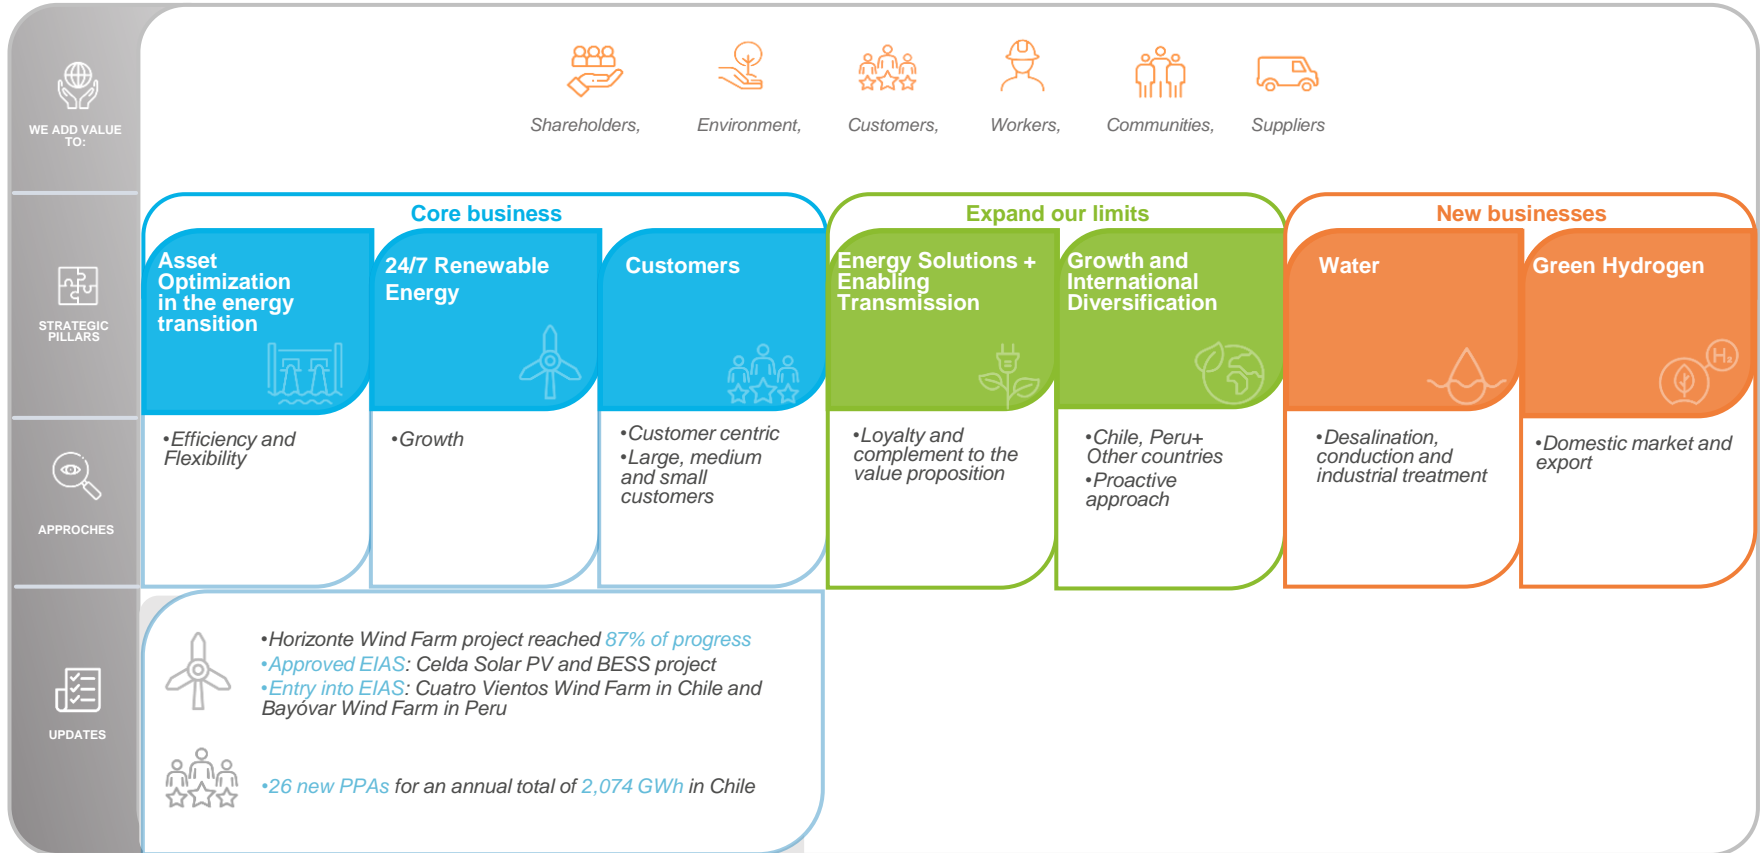 WE ADD VALUE
TO:
Shareholders,
Environment,
Customers,
Workers,
Communities,
Suppliers
STRATEGIC
PILLARS
Core business
Expand our limits
New businesses
Asset
Optimization
in the energy
transition
24/7 Renewable
Energy
Customers
Energy Solutions +
Enabling
Transmission
Growth and
International
Diversification
Water
Green Hydrogen
H₂
APPROCHES
•Efficiency and
Flexibility
•Growth
•Customer centric
•Large, medium
and small
customers
•Loyalty and
complement to the
value proposition
•Chile, Peru+
Other countries
•Proactive
approach
•Desalination,
conduction and
industrial treatment
•Domestic market and
export
UPDATES
•Horizonte Wind Farm project reached 87% of progress
•Approved EIAS: Celda Solar PV and BESS project
•Entry into EIAS: Cuatro Vientos Wind Farm in Chile and
Bayóvar Wind Farm in Peru
•26 new PPAs for an annual total of 2,074 GWh in Chile